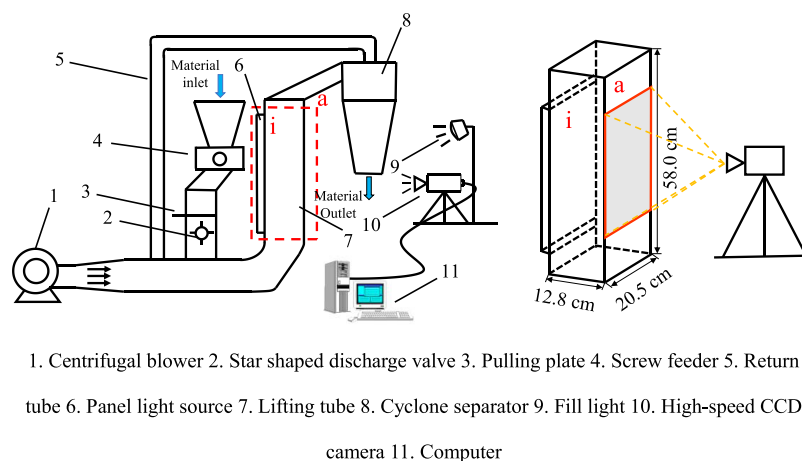 8
5
Material
inlet
6
a
i
4
9
Material
Outlet
10
3
7
2
1
11
a
i
58.0 cm
12.8 cm
20.5 cm
1. Centrifugal blower 2. Star shaped discharge valve 3. Pulling plate 4. Screw feeder 5. Return
tube 6. Panel light source 7. Lifting tube 8. Cyclone separator 9. Fill light 10. High-speed CCD
camera 11. Computer